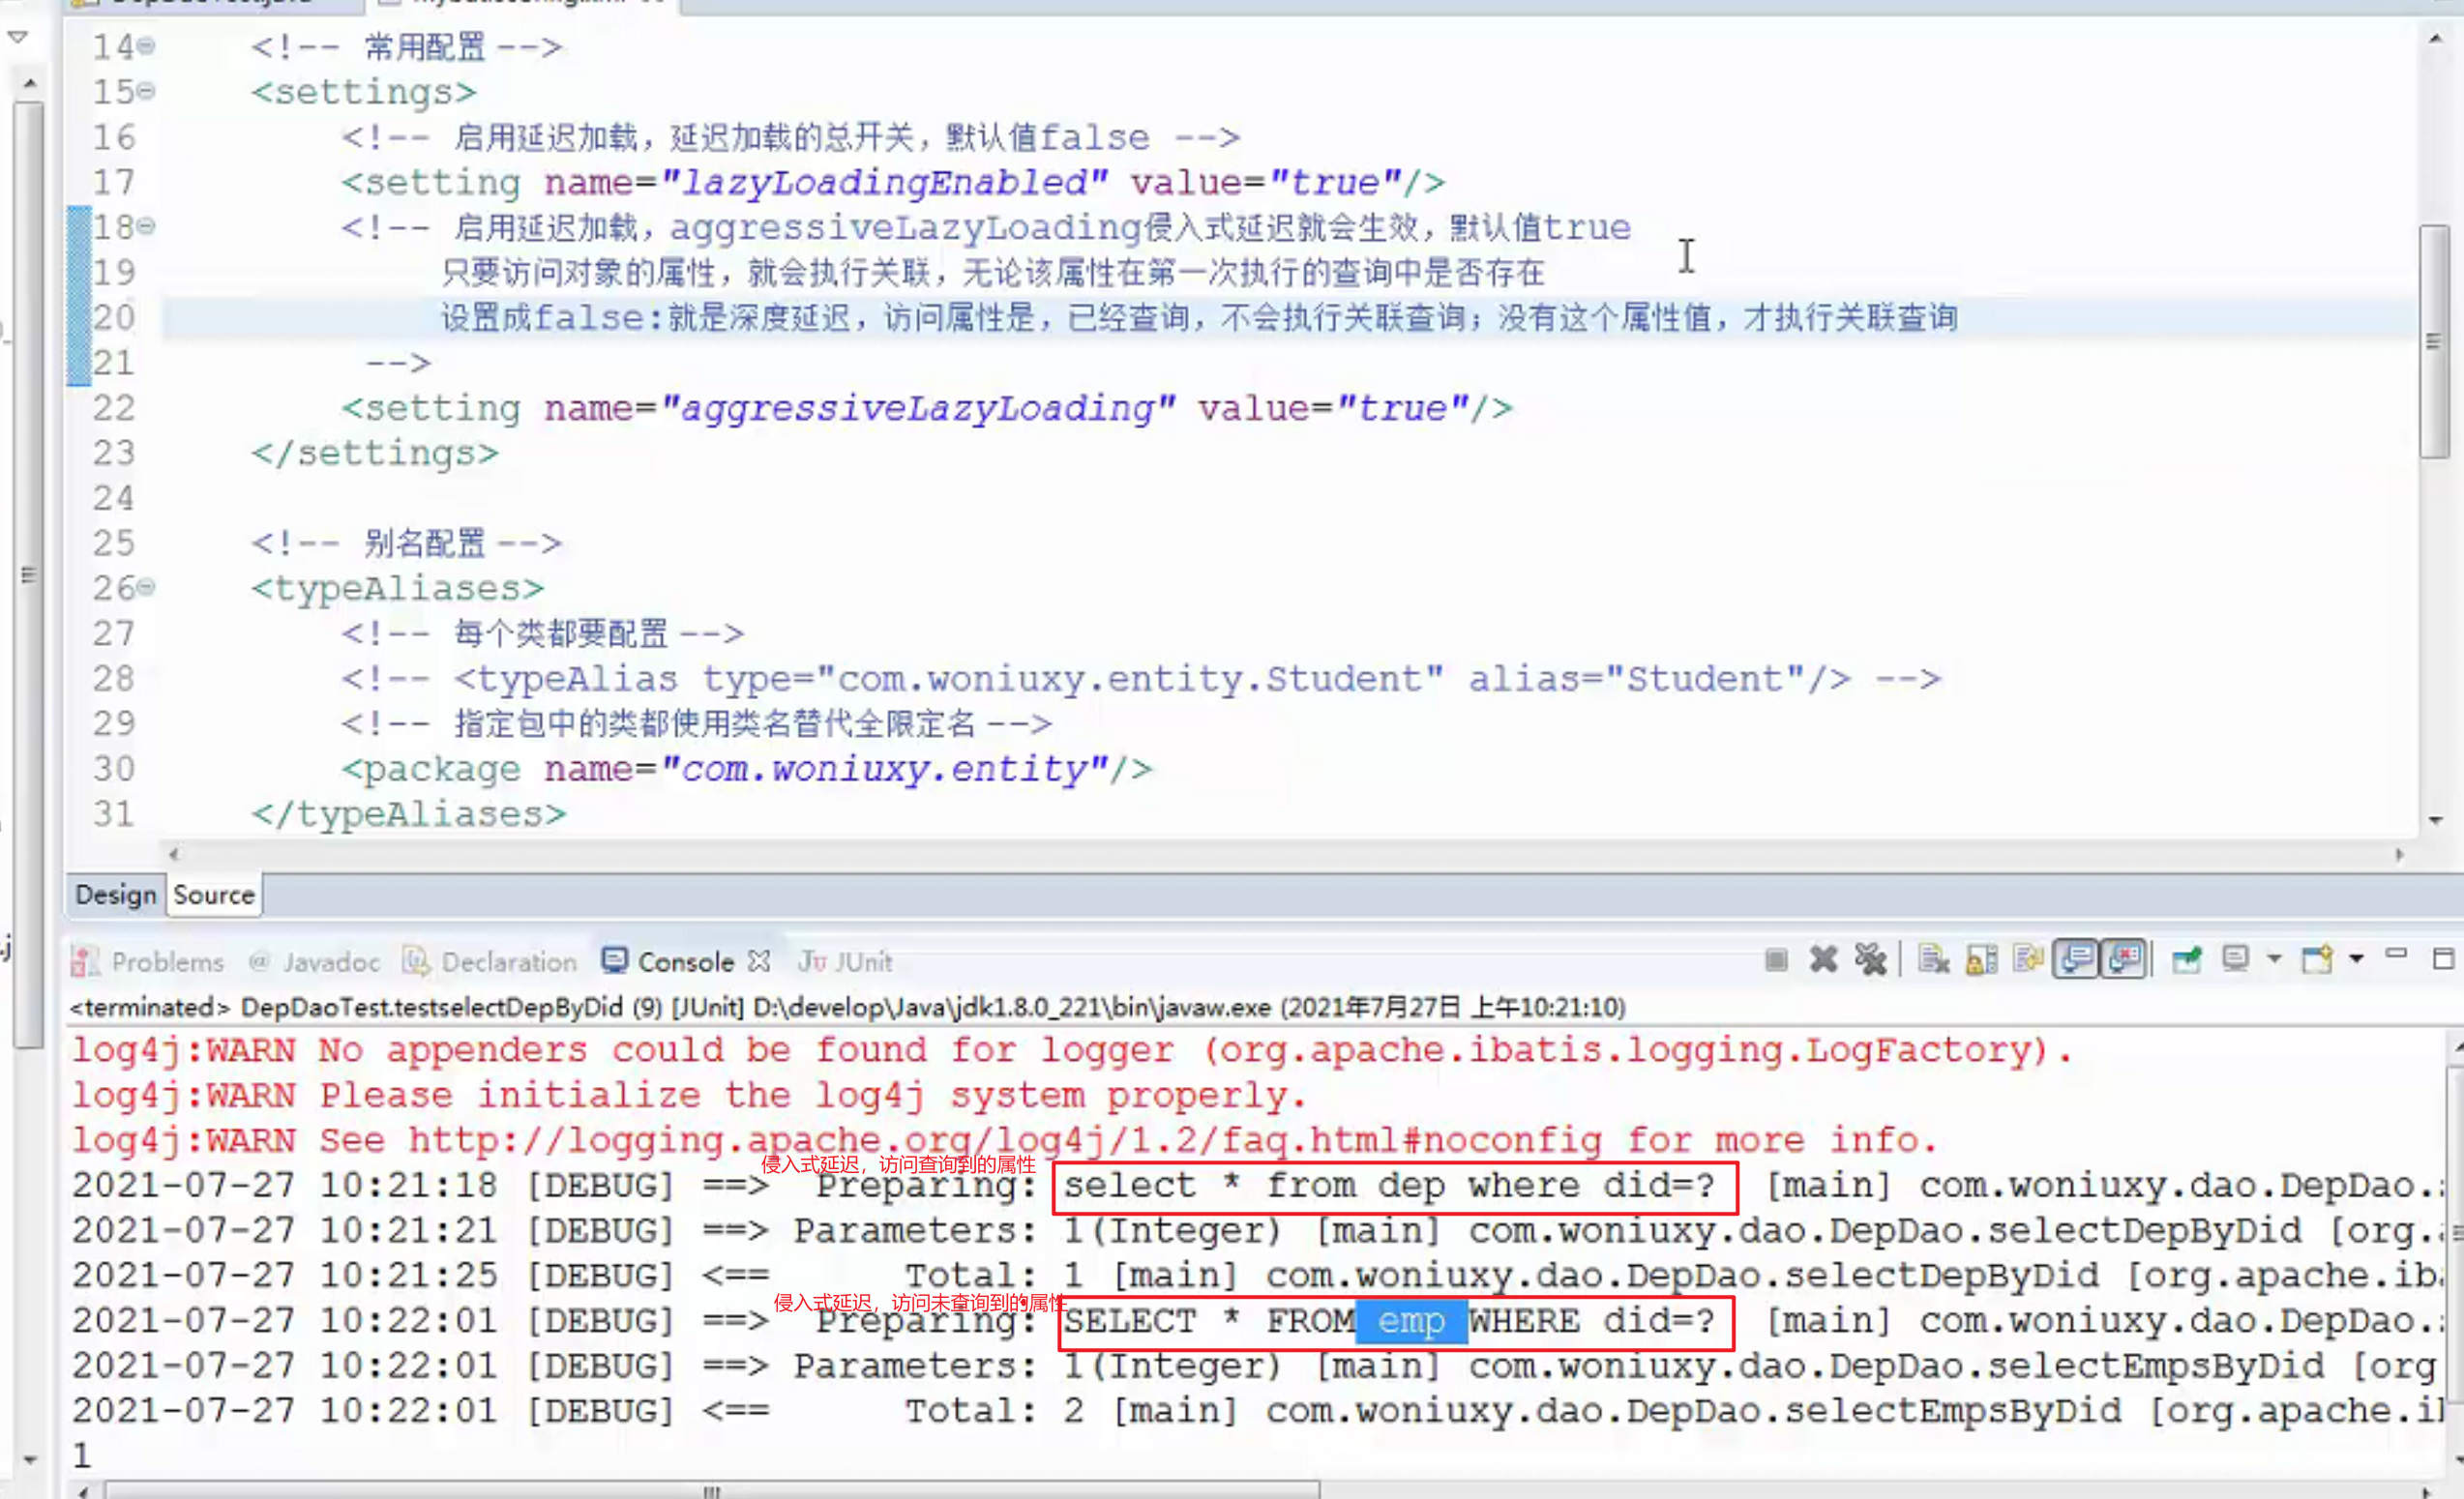 14 <!-- 常用配置 -->
15 <settings>
16 <!-- 启用延迟加载，延迟加载的总开关，默认值false -->
17 <setting name="lazyLoadingEnabled" value="true"/>
18 <!-- 启用延迟加载，aggressiveLazyLoading侵入式延迟就会生效，默认值true
19 只要访问对象的属性，就会执行关联，无论该属性在第一次执行的查询中是否存在
20 设置成false:就是深度延迟，访问属性是，已经查询，不会执行关联查询；没有这个属性值，才执行关联查询
21 -->
22 <setting name="aggressiveLazyLoading" value="true"/>
23 </settings>
24
25 <!-- 别名配置 -->
26 <typeAliases>
27 <!-- 每个类都要配置 -->
28 <!-- <typeAlias type="com.woniuxy.entity.Student" alias="Student"/> -->
29 <!-- 指定包中的类都使用类名替代全限定名 -->
30 <package name="com.woniuxy.entity"/>
31 </typeAliases>
Design Source
Problems @ Javadoc Declaration Console JUnit
<terminated> DepDaoTest.testselectDepByDid (9) [JUnit] D:\develop\Java\jdk1.8.0_221\bin\javaw.exe (2021年7月27日 上午10:21:10)
log4j:WARN No appenders could be found for logger (org.apache.ibatis.logging.LogFactory).
log4j:WARN Please initialize the log4j system properly.
log4j:WARN See http://logging.apache.org/log4j/1.2/faq.html#noconfig for more info.
侵入式延迟，访问查询到的属性
2021-07-27 10:21:18 [DEBUG] ==>  Preparing: select * from dep where did=? [main] com.woniuxy.dao.DepDao.
2021-07-27 10:21:21 [DEBUG] ==> Parameters: 1(Integer) [main] com.woniuxy.dao.DepDao.selectDepByDid [org.
2021-07-27 10:21:25 [DEBUG] <==      Total: 1 [main] com.woniuxy.dao.DepDao.selectDepByDid [org.apache.ib
侵入式延迟，访问未查询到的属性
2021-07-27 10:22:01 [DEBUG] ==>  Preparing: SELECT * FROM emp WHERE did=? [main] com.woniuxy.dao.DepDao.
2021-07-27 10:22:01 [DEBUG] ==> Parameters: 1(Integer) [main] com.woniuxy.dao.DepDao.selectEmpsByDid [org
2021-07-27 10:22:01 [DEBUG] <==      Total: 2 [main] com.woniuxy.dao.DepDao.selectEmpsByDid [org.apache.i
1